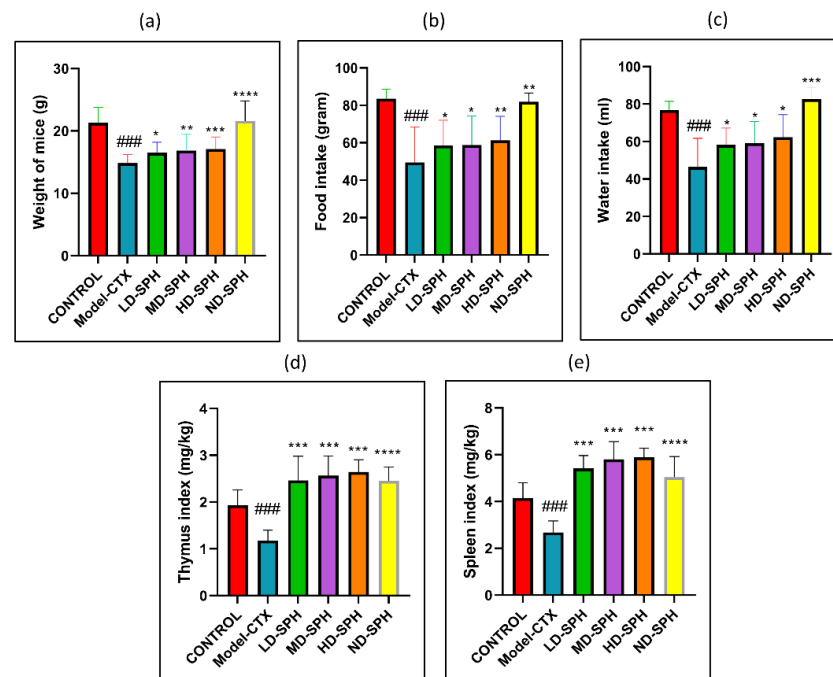 (a)
Weight of mice (g)
30
20
10
0
###
*
**
***
****
CONTROL
Model-CTX
LD-SPH
MD-SPH
HD-SPH
ND-SPH
(b)
Food intake (gram)
100
80
60
40
20
0
###
*
*
**
**
CONTROL
Model-CTX
LD-SPH
MD-SPH
HD-SPH
ND-SPH
(c)
Water intake (ml)
100
80
60
40
20
0
###
*
*
*
***
CONTROL
Model-CTX
LD-SPH
MD-SPH
HD-SPH
ND-SPH
(d)
Thymus index (mg/kg)
4
3
2
1
0
###
***
***
***
****
CONTROL
Model-CTX
LD-SPH
MD-SPH
HD-SPH
ND-SPH
(e)
Spleen index (mg/kg)
8
6
4
2
0
###
***
***
***
****
CONTROL
Model-CTX
LD-SPH
MD-SPH
HD-SPH
ND-SPH